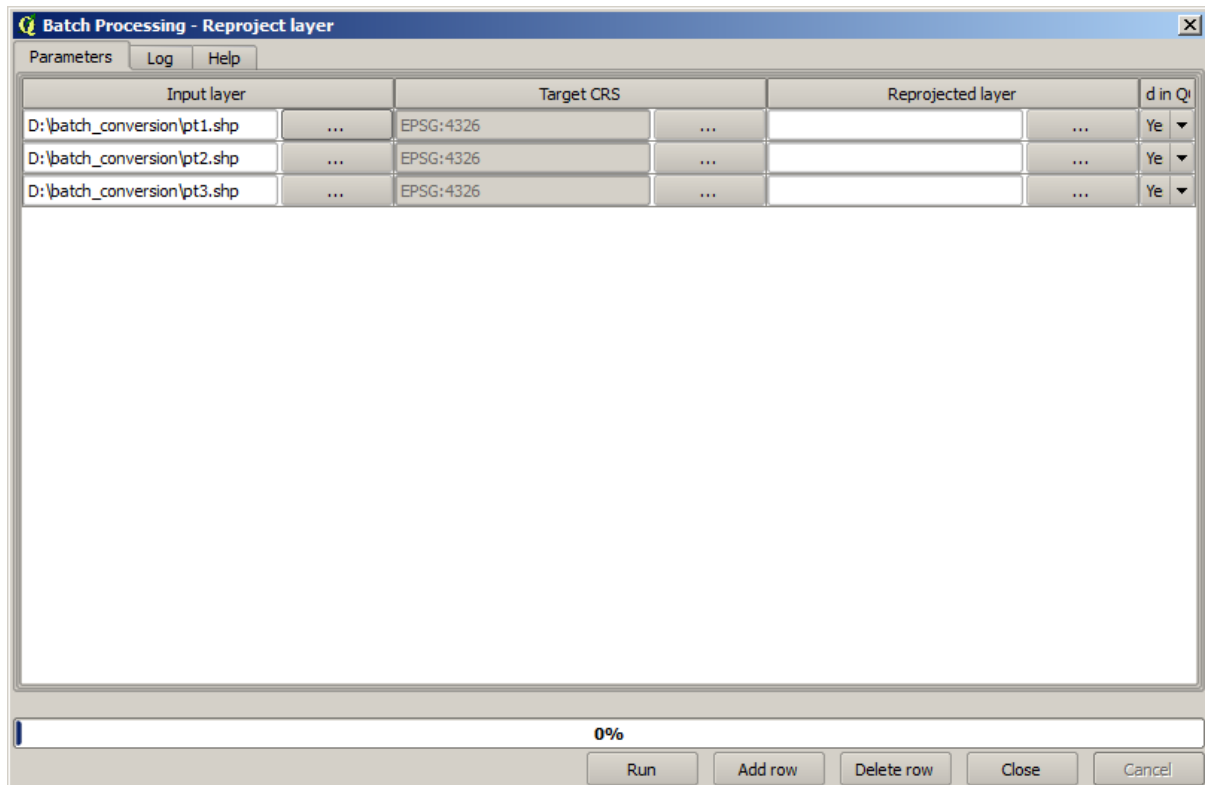 Batch Processing - Reproject layer
Parameters Log Help
Input layer Target CRS Reprojected layer d in Q
D:\batch_conversion\pt1.shp ... EPSG:4326 ... ... Ye
D:\batch_conversion\pt2.shp ... EPSG:4326 ... ... Ye
D:\batch_conversion\pt3.shp ... EPSG:4326 ... ... Ye
0%
Run Add row Delete row Close Cancel